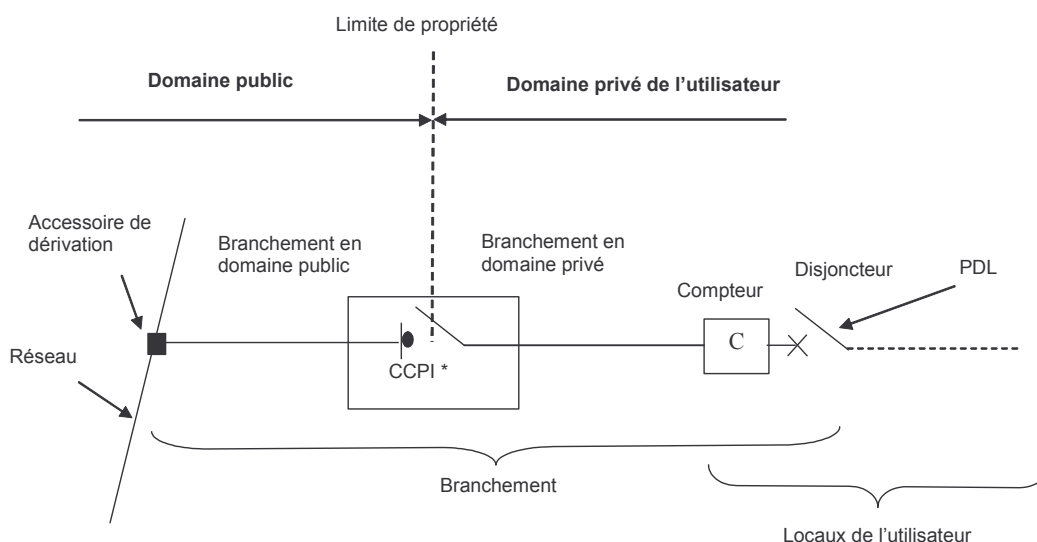 Limite de propriété
Domaine public
Domaine privé de l’utilisateur
Accessoire de
dérivation
Branchement en
domaine public
Branchement en
domaine privé
Disjoncteur
PDL
Compteur
C
Réseau
CCPI *
Branchement
Locaux de l’utilisateur